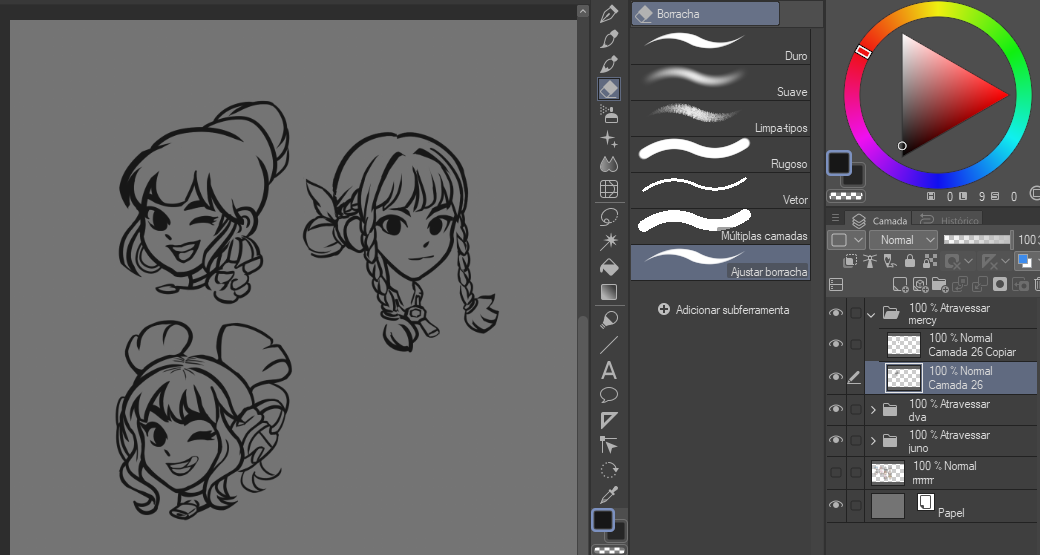 Borracha
Duro
Suave
Limpa-tipos
Rugoso
Vetor
Múltiplas camadas
Ajustar borracha
Adicionar subferramenta
H 0 L 9 S 0
Camada
Histórico
Normal
100
100 % Atravessar
mercy
100 % Normal
Camada 26 Copiar
100 % Normal
Camada 26
100 % Atravessar
dva
100 % Atravessar
juno
100 % Normal
Papel